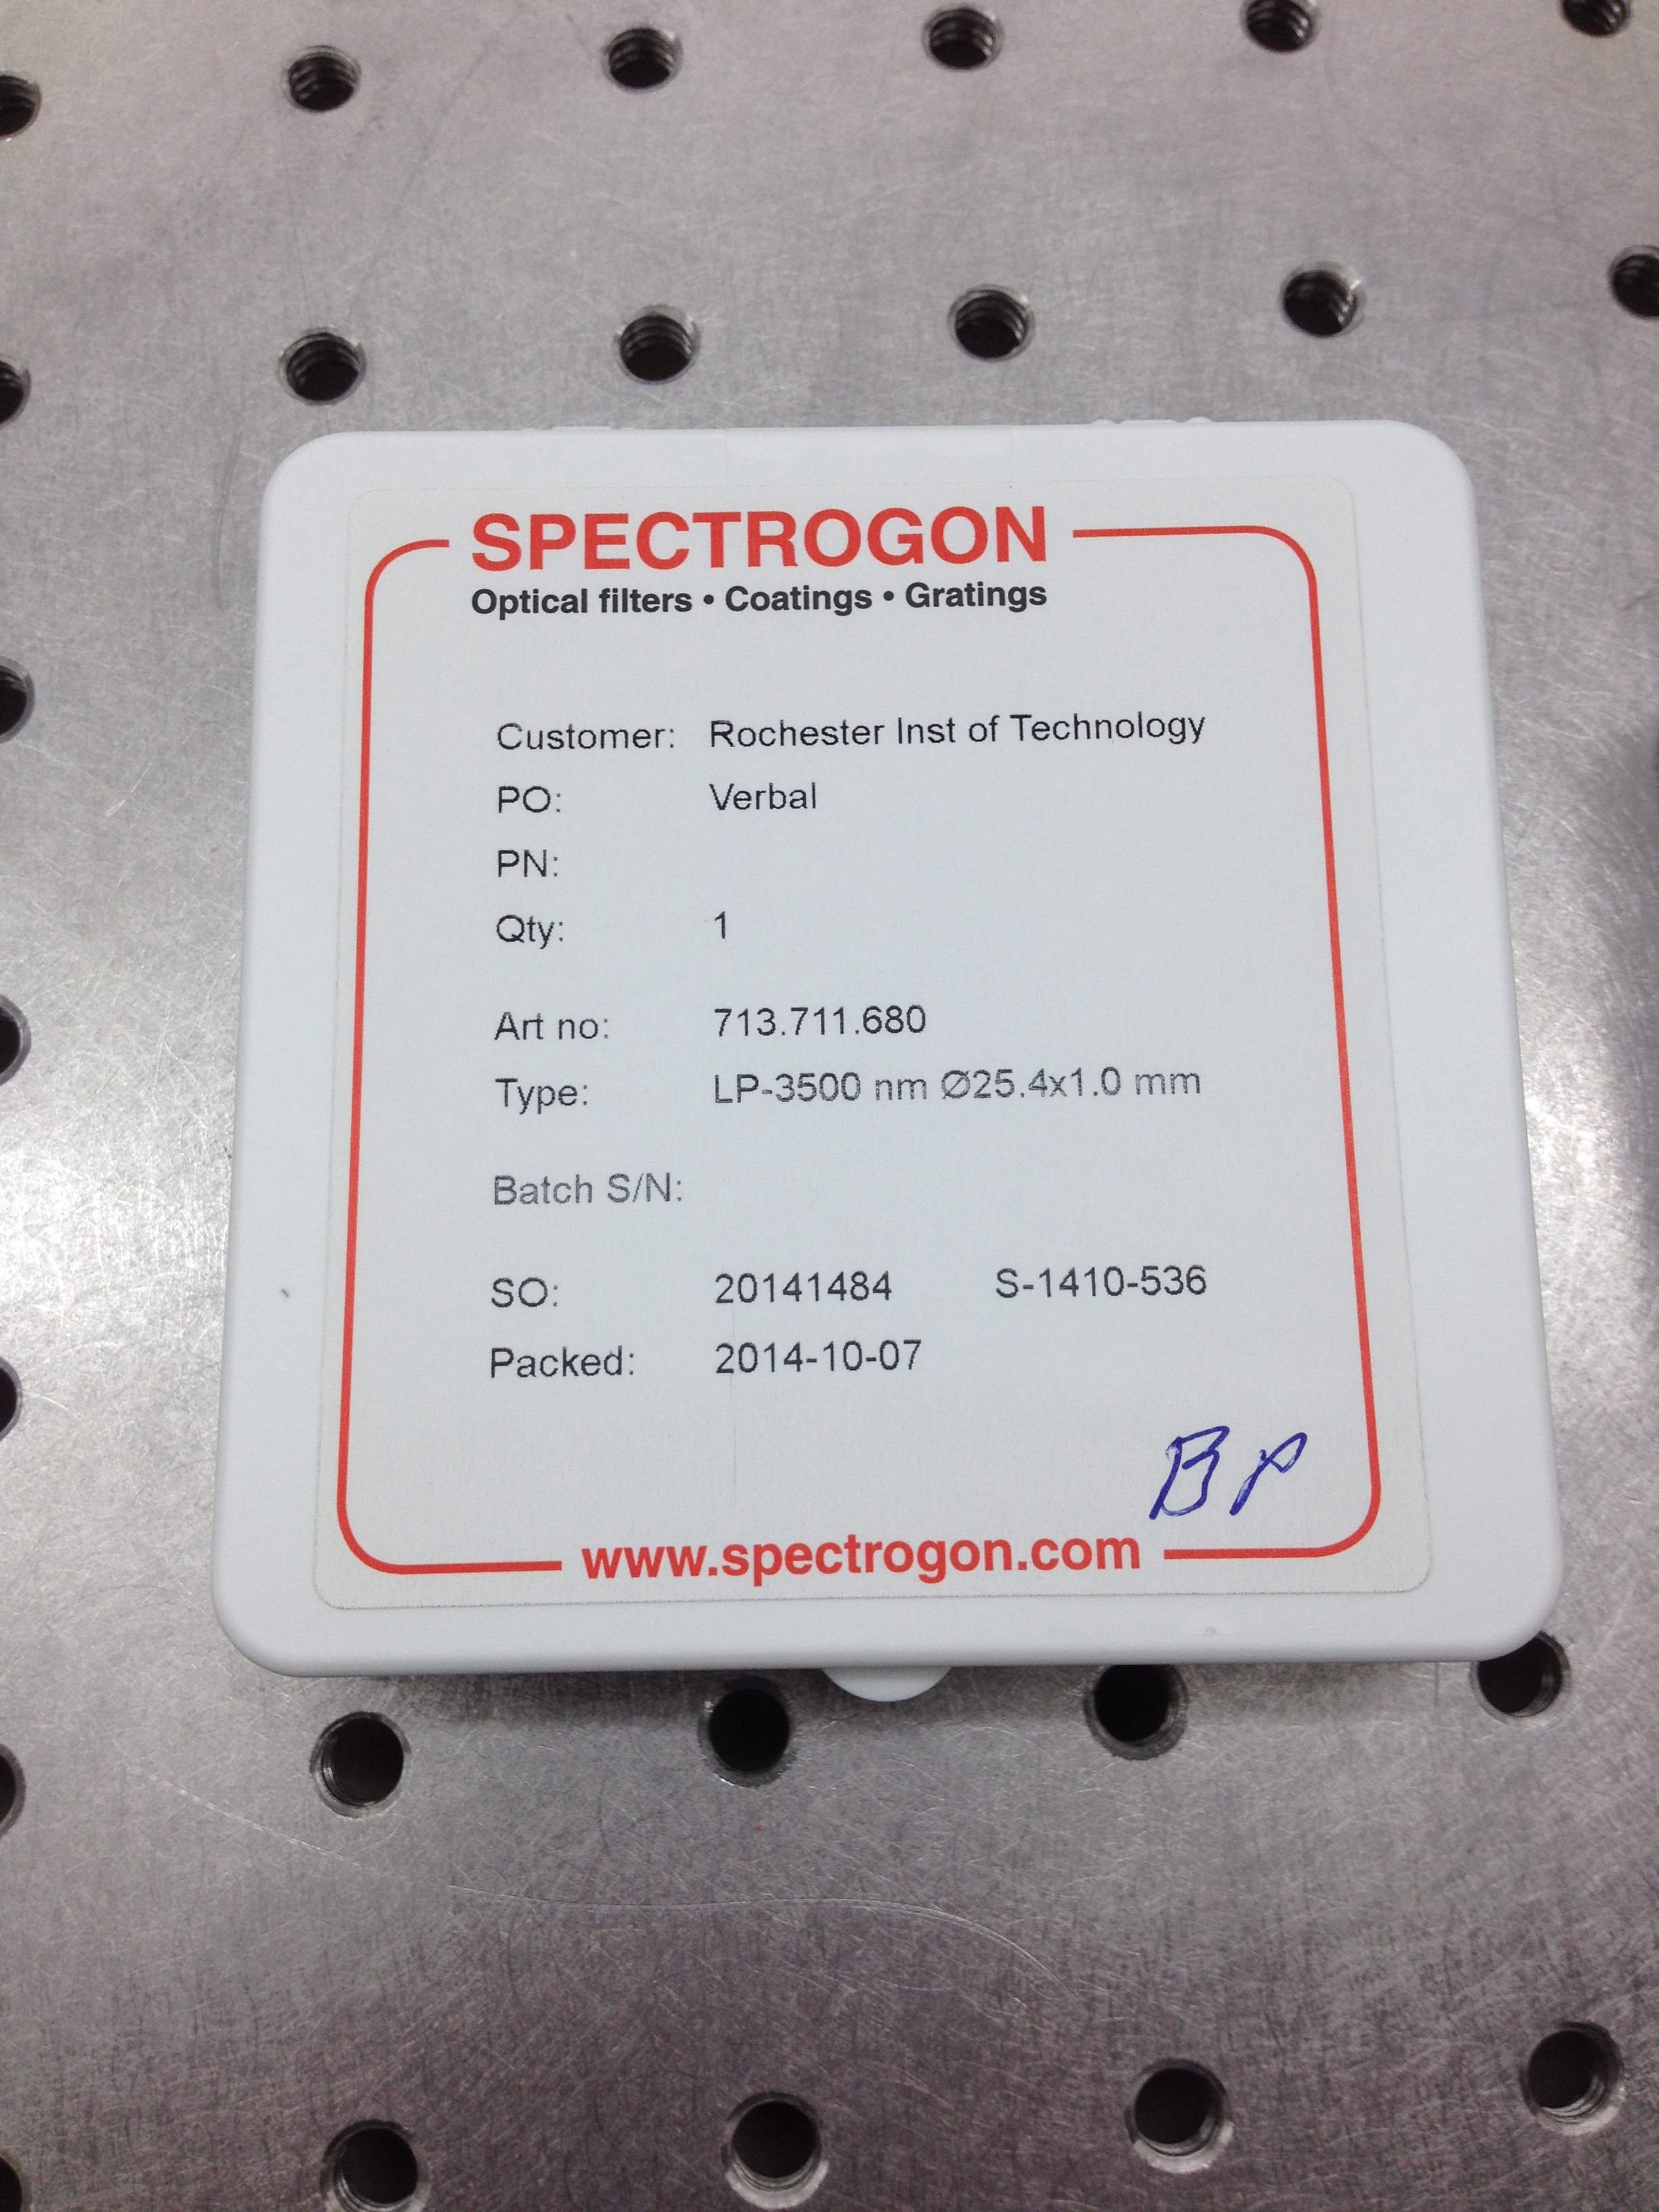 SPECTROGON
Optical filters • Coatings • Gratings
Customer: Rochester Inst of Technology
PO: Verbal
PN:
Qty: 1
Art no: 713.711.680
Type: LP-3500 nm Ø25.4x1.0 mm
Batch S/N:
SO: 20141484 S-1410-536
Packed: 2014-10-07
BP
www.spectrogon.com